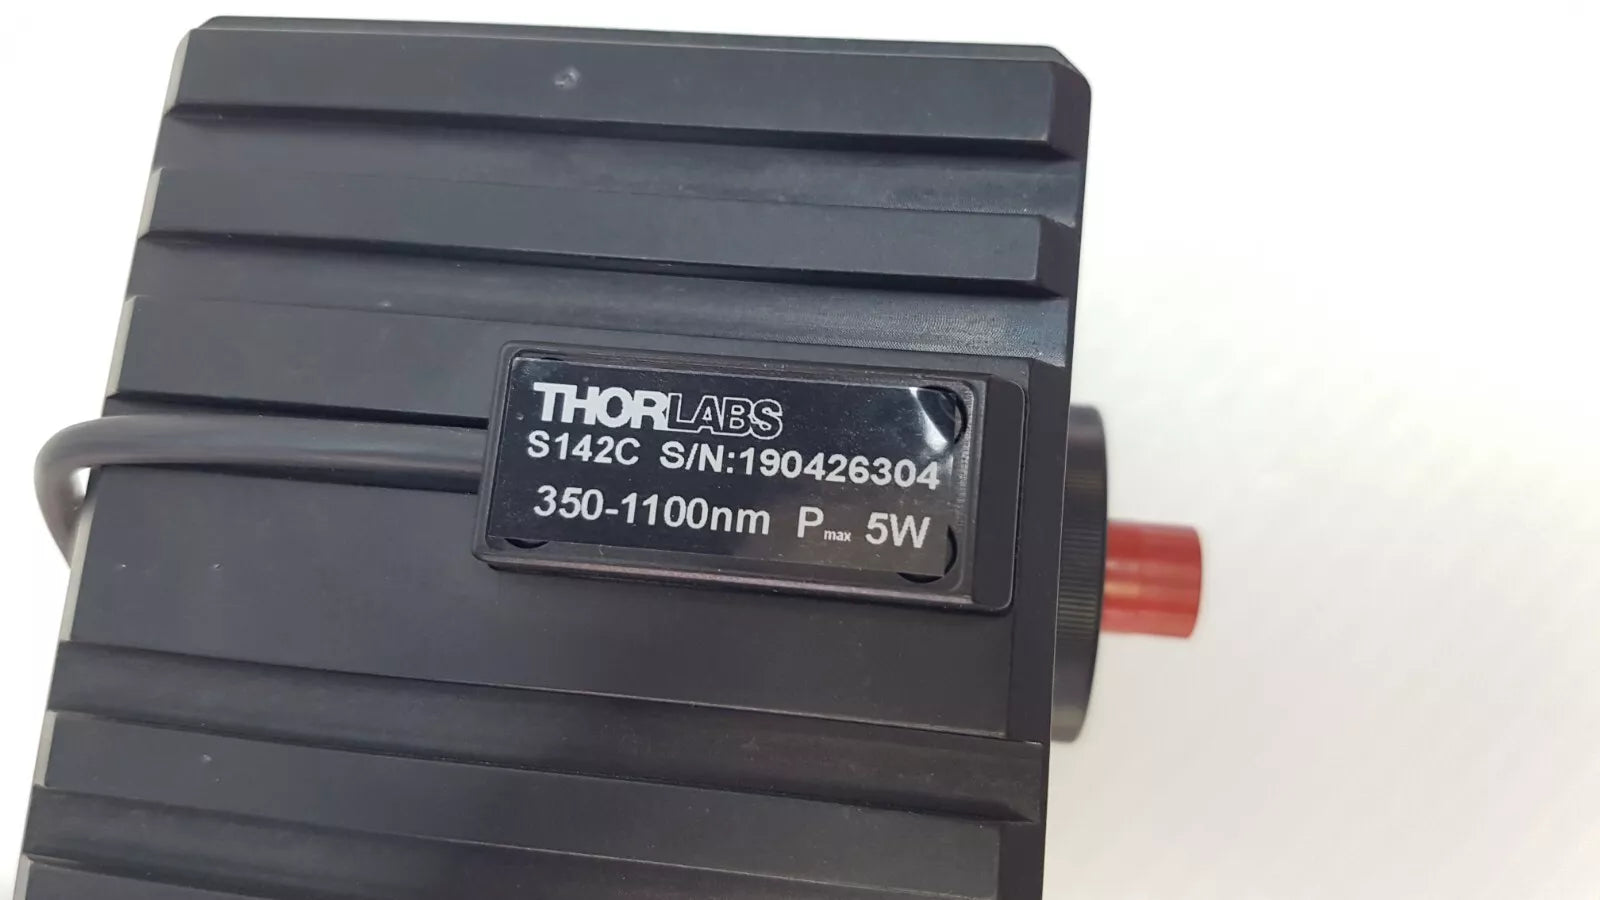 THORLABS
S142C S/N:190426304
350-1100nm Pmax 5W